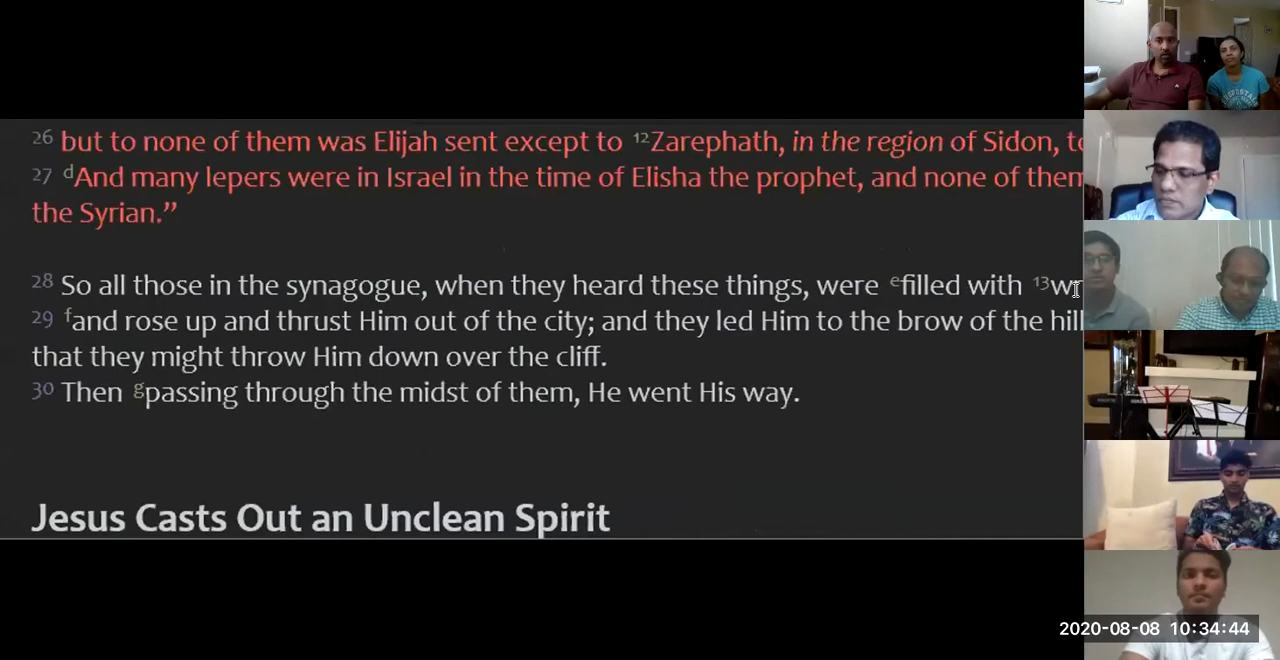 26 but to none of them was Elijah sent except to 12Zarephath, in the region of Sidon,
27 dAnd many lepers were in Israel in the time of Elisha the prophet, and none of them
the Syrian.”
28 So all those in the synagogue, when they heard these things, were efilled with 13
29 fand rose up and thrust Him out of the city; and they led Him to the brow of the hill
that they might throw Him down over the cliff.
30 Then gpassing through the midst of them, He went His way.
Jesus Casts Out an Unclean Spirit
2020-08-08 10:34:44